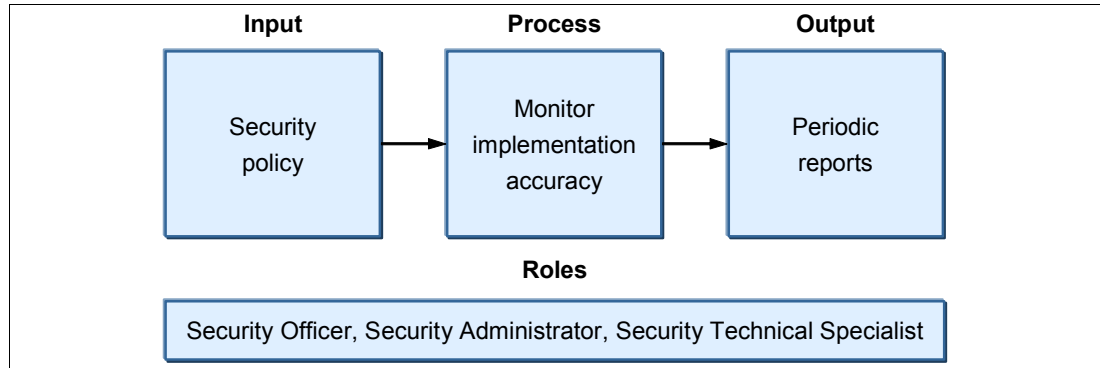 Input
Process
Output
Security
policy
Monitor
implementation
accuracy
Periodic
reports
Roles
Security Officer, Security Administrator, Security Technical Specialist